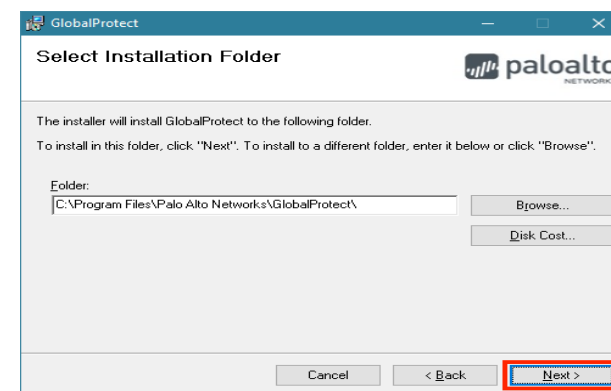 GlobalProtect
Select Installation Folder
paloalto
NETWORKS
The installer will install GlobalProtect to the following folder.
To install in this folder, click "Next". To install to a different folder, enter it below or click "Browse".
Folder:
C:\Program Files\Palo Alto Networks\GlobalProtect\
Browse...
Disk Cost...
Cancel
< Back
Next >